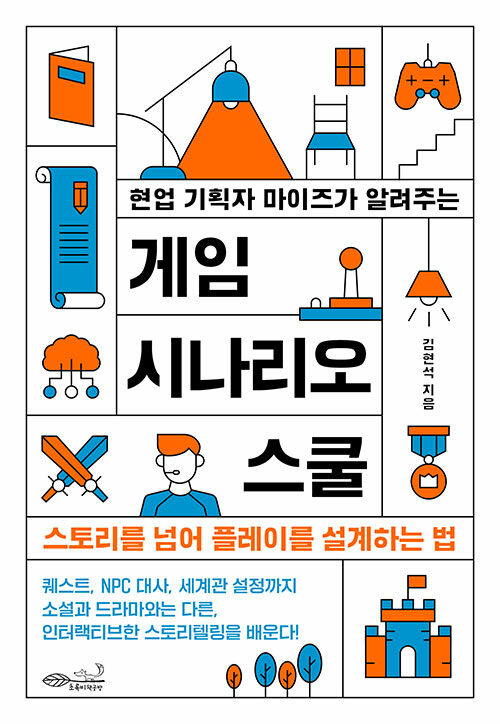 현업 기획자 마이즈가 알려주는
게임
시나리오
스쿨
김현석 지음
스토리를 넘어 플레이를 설계하는 법
퀘스트, NPC 대사, 세계관 설정까지
소설과 드라마와는 다른,
인터랙티브한 스토리텔링을 배운다!
초록비책공방